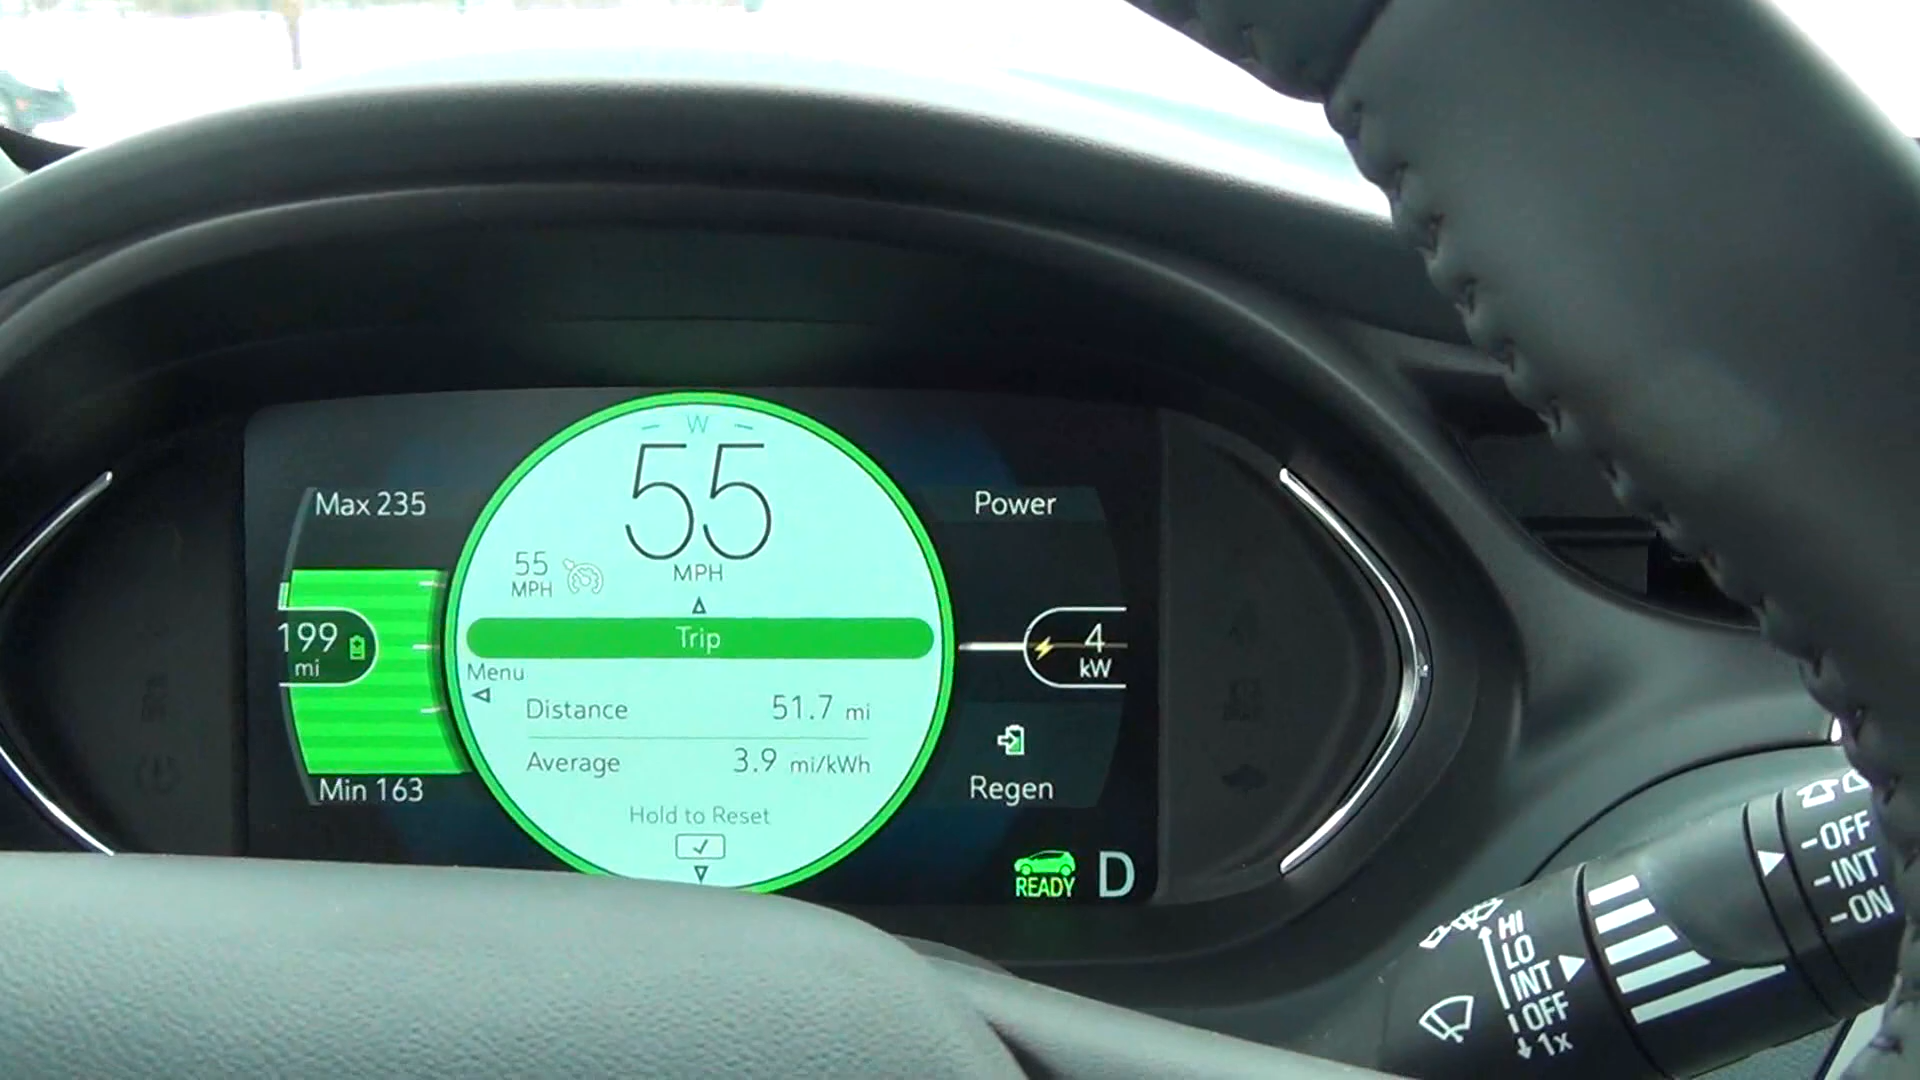 W
55
MPH
55
MPH
Max 235
Power
199
mi
Trip
4
kW
Menu
Distance 51.7 mi
Average 3.9 mi/kWh
Min 163
Regen
Hold to Reset
READY
D
OFF
INT
ON
HI
LO
INT
OFF
1x